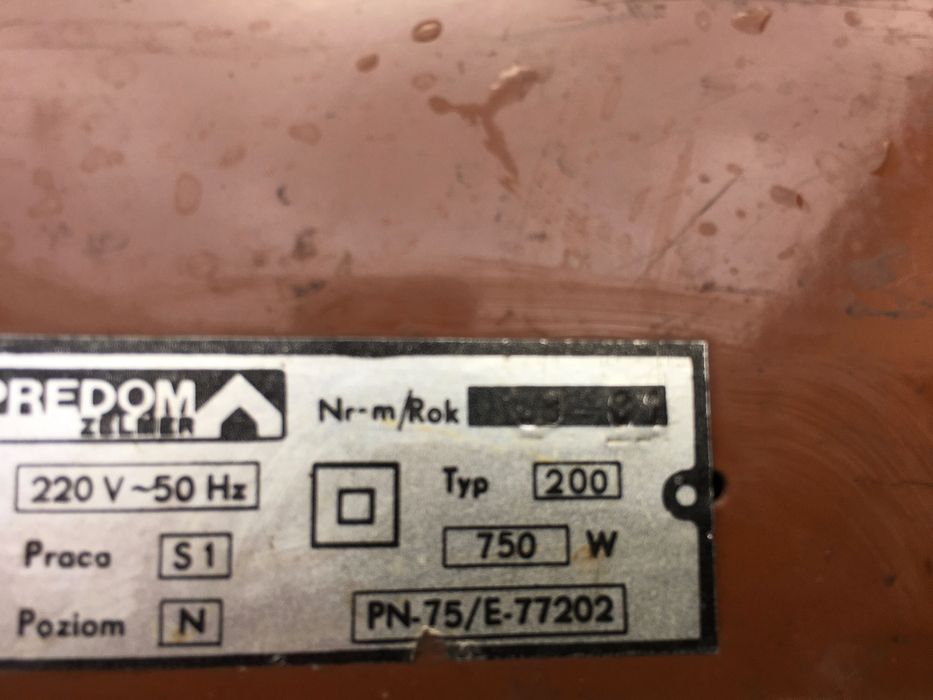 PREDOM
ZELMER
Nr-m/Rok
220 V ~50 Hz
Typ 200
Praca S1
750 W
Poziom N
PN-75/E-77202